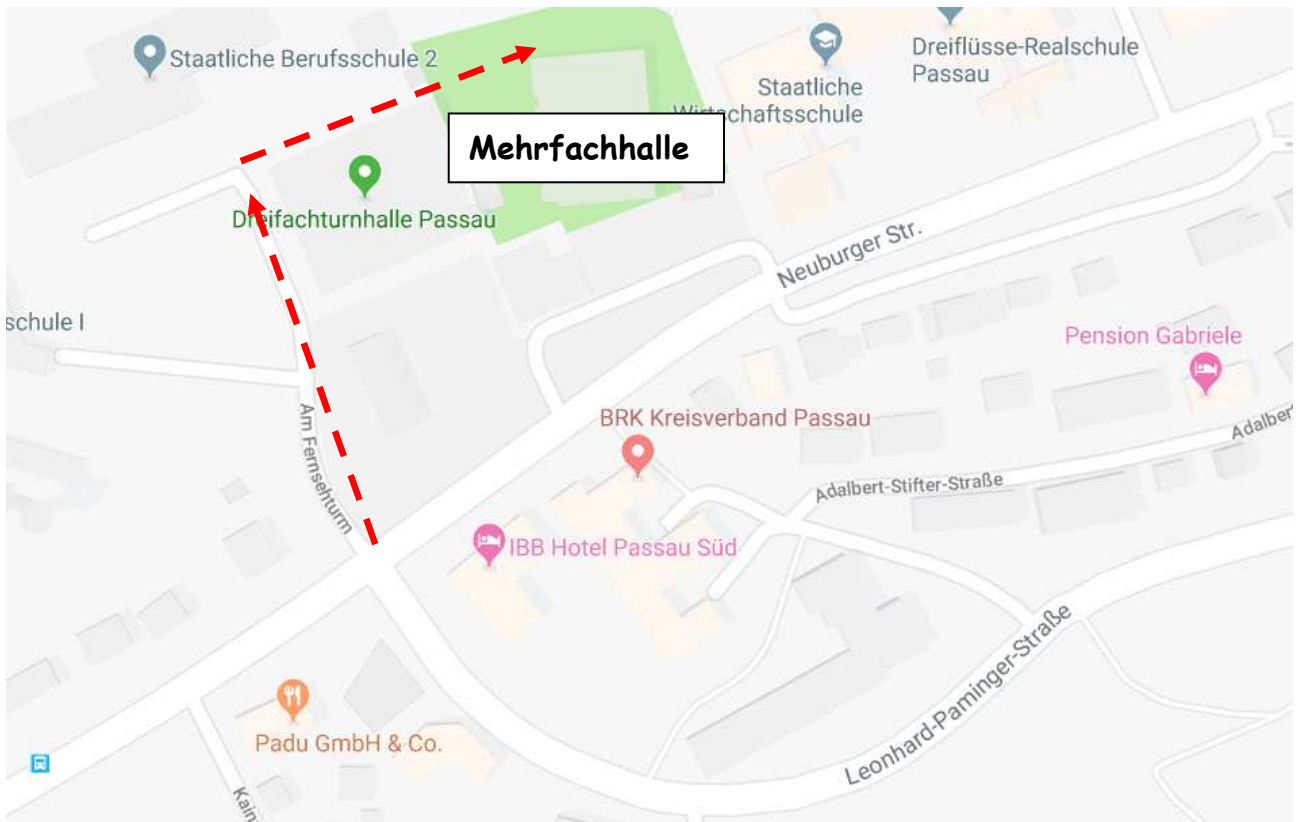 Staatliche Berufsschule 2
Dreiflüsse-Realschule
Passau
Staatliche
Wirtschaftsschule
Mehrfachhalle
Dreifachturnhalle Passau
Neuburger Str.
schule I
Pension Gabriele
Am Fernsehturm
BRK Kreisverband Passau
Adalbert
Adalbert-Stifter-Straße
IBB Hotel Passau Süd
Leonhard-Paminger-Straße
Padu GmbH & Co.
Kain